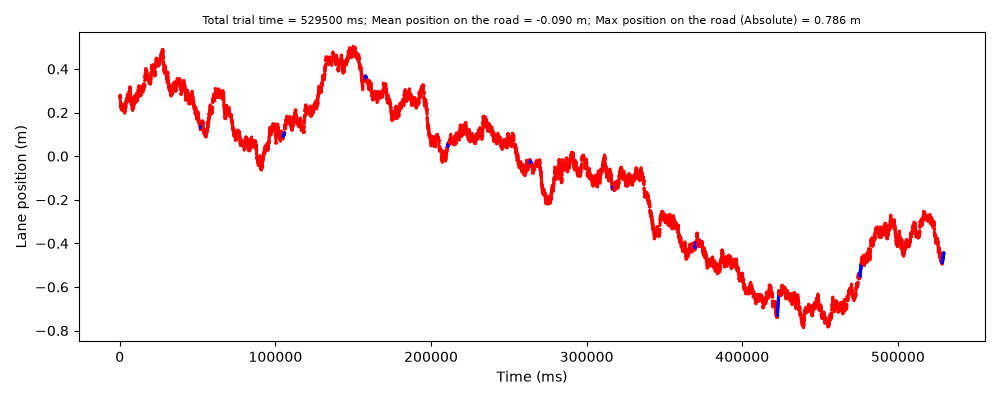 Total trial time = 529500 ms; Mean position on the road = -0.090 m; Max position on the road (Absolute) = 0.786 m
Lane position (m)
0.4
0.2
0.0
−0.2
−0.4
−0.6
−0.8
0 100000 200000 300000 400000 500000
Time (ms)